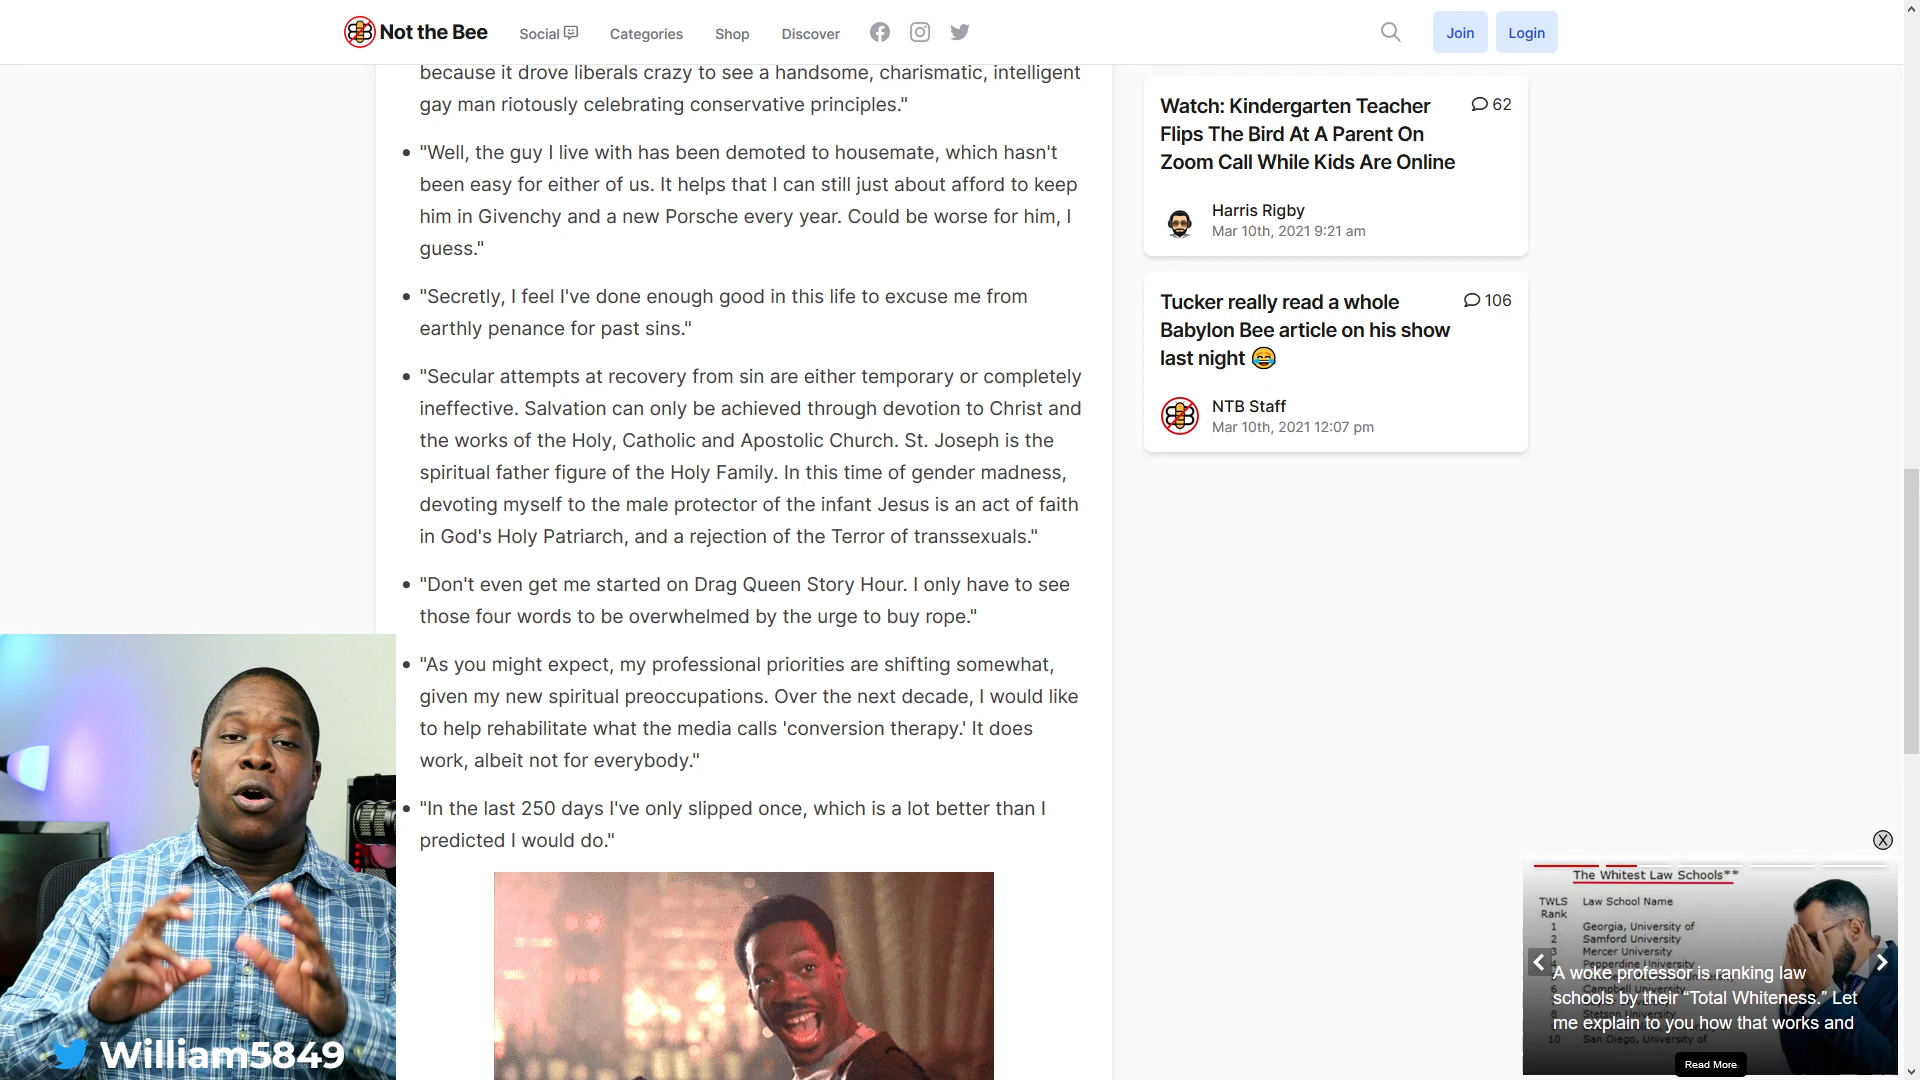 Not the Bee
Social
Categories
Shop
Discover
Join
Login
because it drove liberals crazy to see a handsome, charismatic, intelligent
gay man riotously celebrating conservative principles."
"Well, the guy I live with has been demoted to housemate, which hasn't
been easy for either of us. It helps that I can still just about afford to keep
him in Givenchy and a new Porsche every year. Could be worse for him, I
guess."
"Secretly, I feel I've done enough good in this life to excuse me from
earthly penance for past sins."
"Secular attempts at recovery from sin are either temporary or completely
ineffective. Salvation can only be achieved through devotion to Christ and
the works of the Holy, Catholic and Apostolic Church. St. Joseph is the
spiritual father figure of the Holy Family. In this time of gender madness,
devoting myself to the male protector of the infant Jesus is an act of faith
in God's Holy Patriarch, and a rejection of the Terror of transsexuals."
"Don't even get me started on Drag Queen Story Hour. I only have to see
those four words to be overwhelmed by the urge to buy rope."
"As you might expect, my professional priorities are shifting somewhat,
given my new spiritual preoccupations. Over the next decade, I would like
to help rehabilitate what the media calls 'conversion therapy.' It does
work, albeit not for everybody."
"In the last 250 days I've only slipped once, which is a lot better than I
predicted I would do."
Watch: Kindergarten Teacher
Flips The Bird At A Parent On
Zoom Call While Kids Are Online
62
Harris Rigby
Mar 10th, 2021 9:21 am
Tucker really read a whole
Babylon Bee article on his show
last night 😂
106
NTB Staff
Mar 10th, 2021 12:07 pm
William5849
X
The Whitest Law Schools**
TWLS Rank
Law School Name
1 Georgia, University of
2 Samford University
3 Mercer University
4 Pepperdine University
6 Campbell University
8 Stetson University
10 San Diego, University of
A woke professor is ranking law
schools by their “Total Whiteness.” Let
me explain to you how that works and
Read More